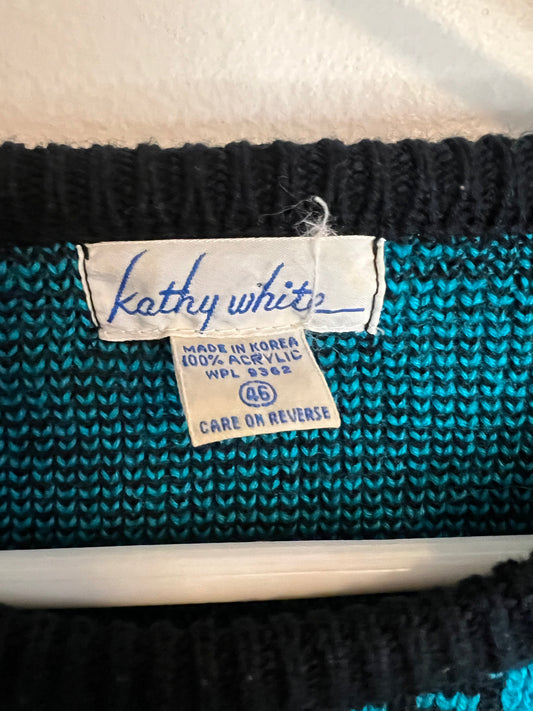 kathy white
MADE IN KOREA
100% ACRYLIC
WPL 9362
46
CARE ON REVERSE